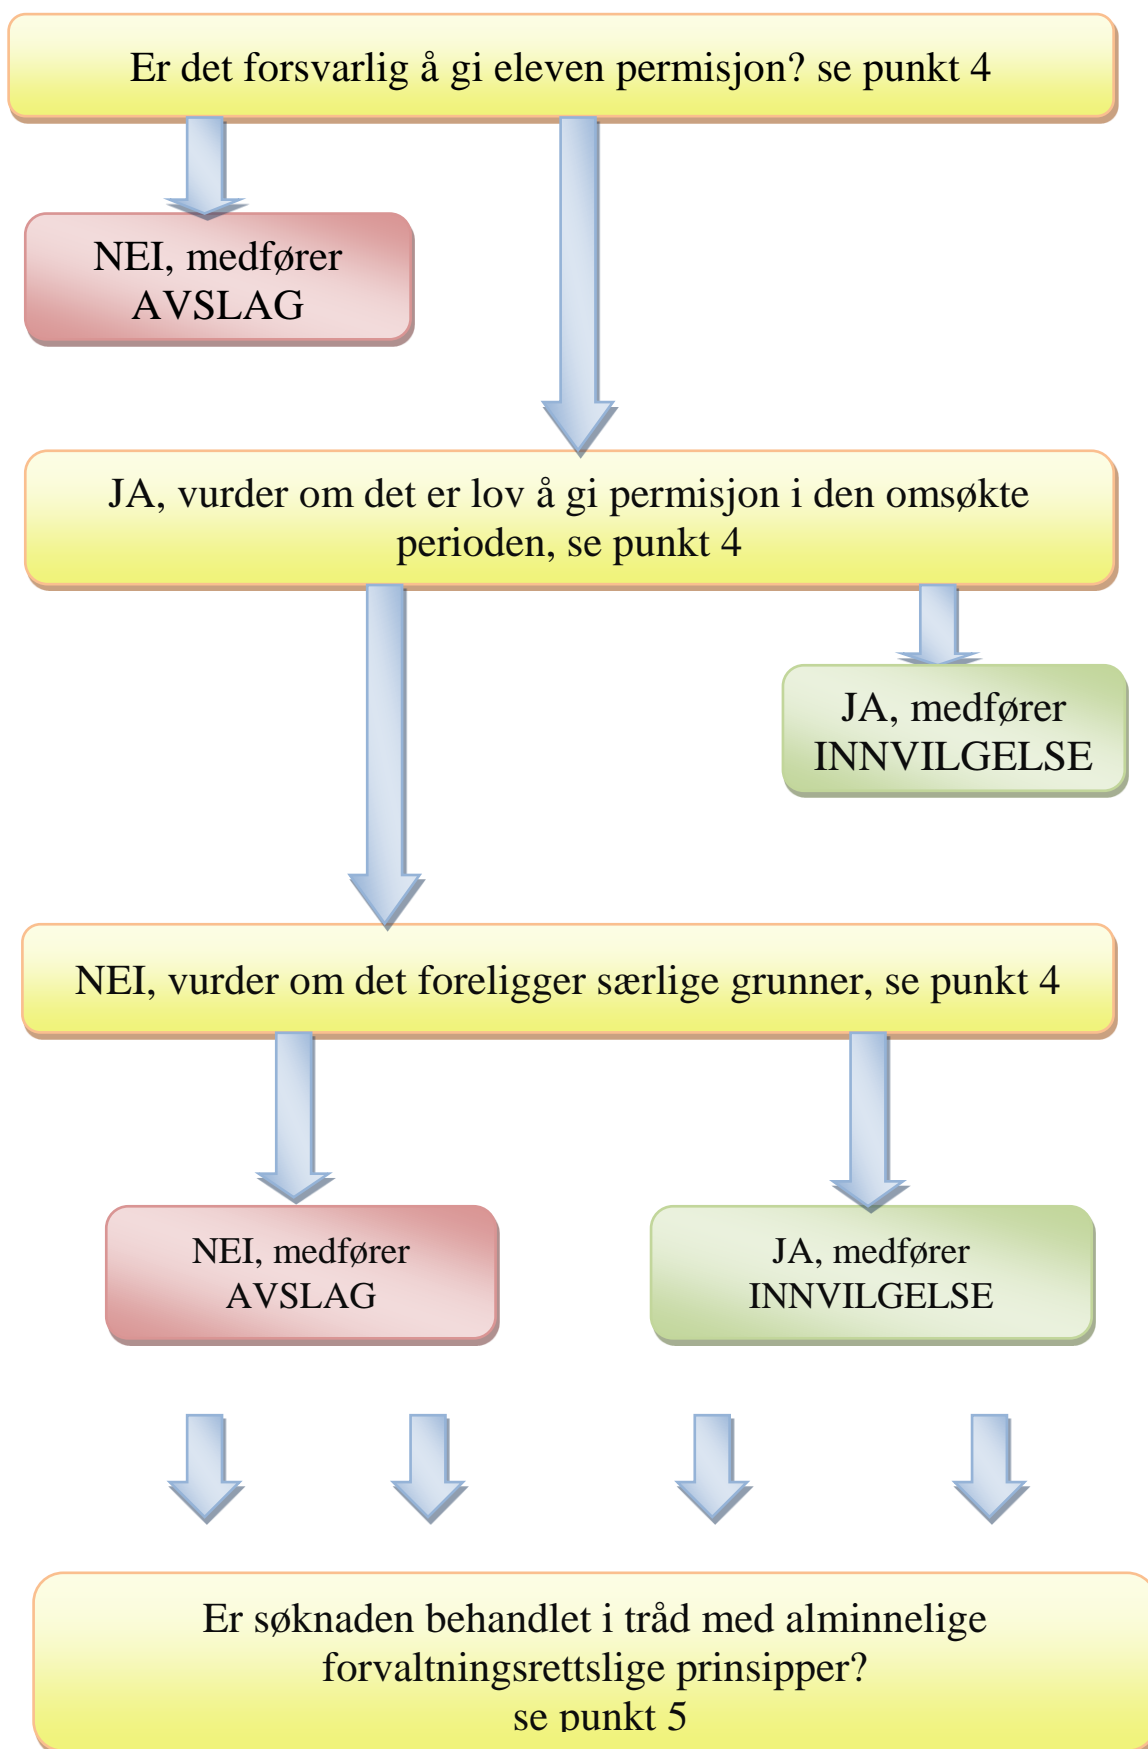 Er det forsvarlig å gi eleven permisjon? se punkt 4
NEI, medfører
AVSLAG
JA, vurder om det er lov å gi permisjon i den omsøkte
perioden, se punkt 4
JA, medfører
INNVILGELSE
NEI, vurder om det foreligger særlige grunner, se punkt 4
NEI, medfører
AVSLAG
JA, medfører
INNVILGELSE
Er søknaden behandlet i tråd med alminnelige
forvaltningsrettslige prinsipper?
se punkt 5